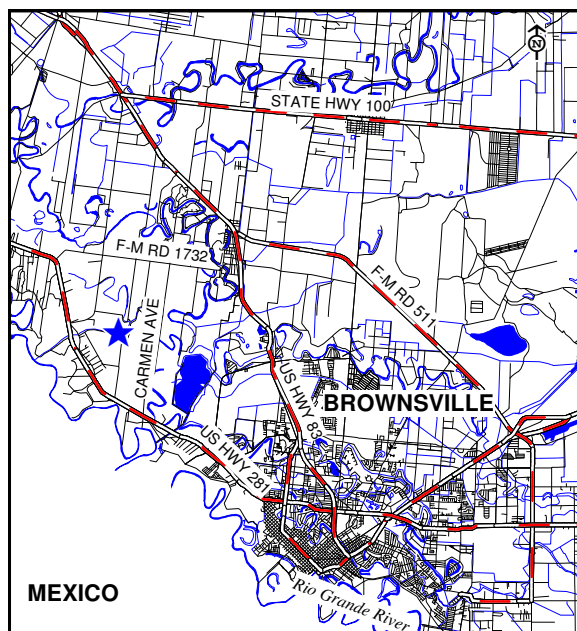 N
STATE HWY 100
F-M RD 1732
F-M RD 511
CARMEN AVE
US HWY 83
BROWNSVILLE
US HWY 281
MEXICO
Rio Grande River